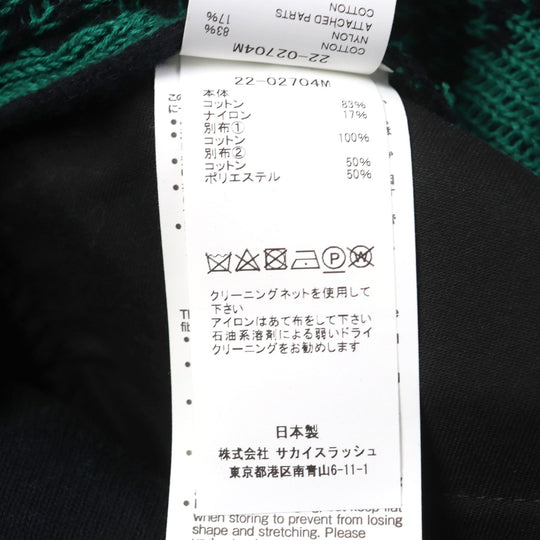 22-02704M
83%
17%
COTTON
NYLON
ATTACHED PARTS
COTTON
22-02704M
本体
コットン 83%
ナイロン 17%
別布①
コットン 100%
別布②
コットン 50%
ポリエステル 50%
クリーニングネットを使用して
下さい
アイロンはあて布をして下さい
石油系溶剤による弱いドライ
クリーニングをお勧めします
日本製
株式会社 サカイスラッシュ
東京都港区南青山6-11-1
keep flat
when storing to prevent from losing
shape and stretching. Please